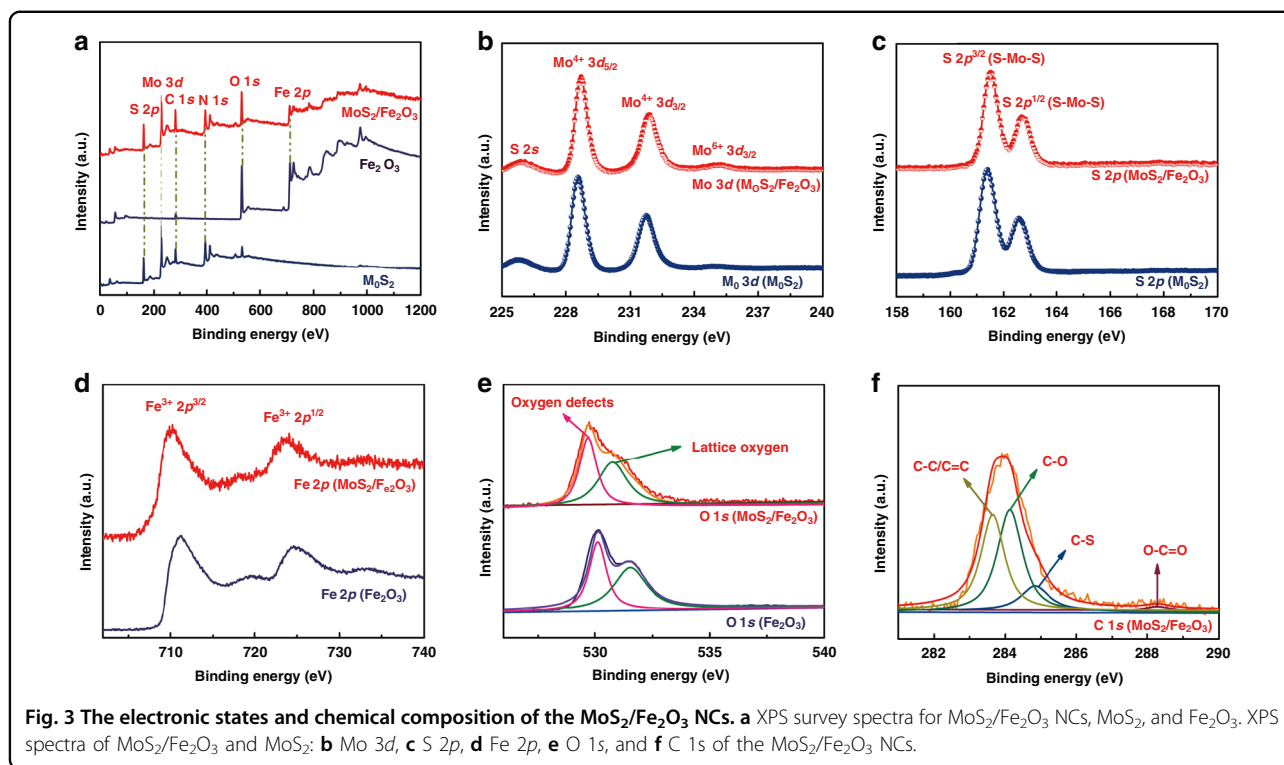 a
O 1s
Mo 3d
C 1s N 1s
Fe 2p
S 2p
MoS₂/Fe₂O₃
Fe₂ O₃
M₀S₂
Intensity (a.u.)
0 200 400 600 800 1000 1200
Binding energy (eV)
b
Mo⁴⁺ 3d₅/₂
Mo⁴⁺ 3d₃/₂
S 2s
Mo⁶⁺ 3d₃/₂
Mo 3d (M₀S₂/Fe₂O₃)
M₀ 3d (M₀S₂)
Intensity (a.u.)
225 228 231 234 237 240
Binding energy (eV)
c
S 2p³/² (S-Mo-S)
S 2p¹/² (S-Mo-S)
S 2p (MoS₂/Fe₂O₃)
S 2p (M₀S₂)
Intensity (a.u.)
158 160 162 164 166 168 170
Binding energy (eV)
d
Fe³⁺ 2p³/²
Fe³⁺ 2p¹/²
Fe 2p (MoS₂/Fe₂O₃)
Fe 2p (Fe₂O₃)
Intensity (a.u.)
710 720 730 740
Binding energy (eV)
e
Oxygen defects
Lattice oxygen
O 1s (MoS₂/Fe₂O₃)
O 1s (Fe₂O₃)
Intensity (a.u.)
530 535 540
Binding energy (eV)
f
C-C/C=C
C-O
C-S
O-C=O
C 1s (MoS₂/Fe₂O₃)
Intensity (a.u.)
282 284 286 288 290
Binding energy (eV)
Fig. 3 The electronic states and chemical composition of the MoS₂/Fe₂O₃ NCs. a XPS survey spectra for MoS₂/Fe₂O₃ NCs, MoS₂, and Fe₂O₃. XPS
spectra of MoS₂/Fe₂O₃ and MoS₂: b Mo 3d, c S 2p, d Fe 2p, e O 1s, and f C 1s of the MoS₂/Fe₂O₃ NCs.